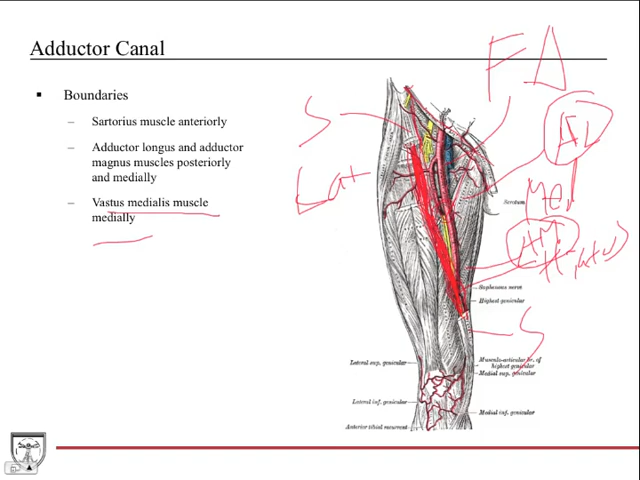 Adductor Canal
▪ Boundaries
– Sartorius muscle anteriorly
– Adductor longus and adductor
magnus muscles posteriorly
and medially
– Vastus medialis muscle
medially
F Δ
S
Lat
AL
Med
AM
S
Scrotum
Saphenous nerve
Highest genicular
Lateral sup. genicular
Musculo-articular br. of
highest genicular
Medial sup. genicular
Lateral inf. genicular
Medial inf. genicular
Anterior tibial recurrent